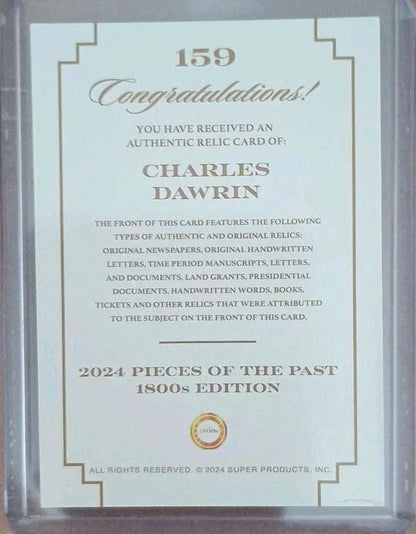 159
Congratulations!
YOU HAVE RECEIVED AN
AUTHENTIC RELIC CARD OF:
CHARLES
DAWRIN
THE FRONT OF THIS CARD FEATURES THE FOLLOWING
TYPES OF AUTHENTIC AND ORIGINAL RELICS:
ORIGINAL NEWSPAPERS, ORIGINAL HANDWRITTEN
LETTERS, TIME PERIOD MANUSCRIPTS, LETTERS,
AND DOCUMENTS, LAND GRANTS, PRESIDENTIAL
DOCUMENTS, HANDWRITTEN WORDS, BOOKS,
TICKETS AND OTHER RELICS THAT WERE ATTRIBUTED
TO THE SUBJECT ON THE FRONT OF THIS CARD.
2024 PIECES OF THE PAST
1800s EDITION
1800s
ALL RIGHTS RESERVED. © 2024 SUPER PRODUCTS, INC.